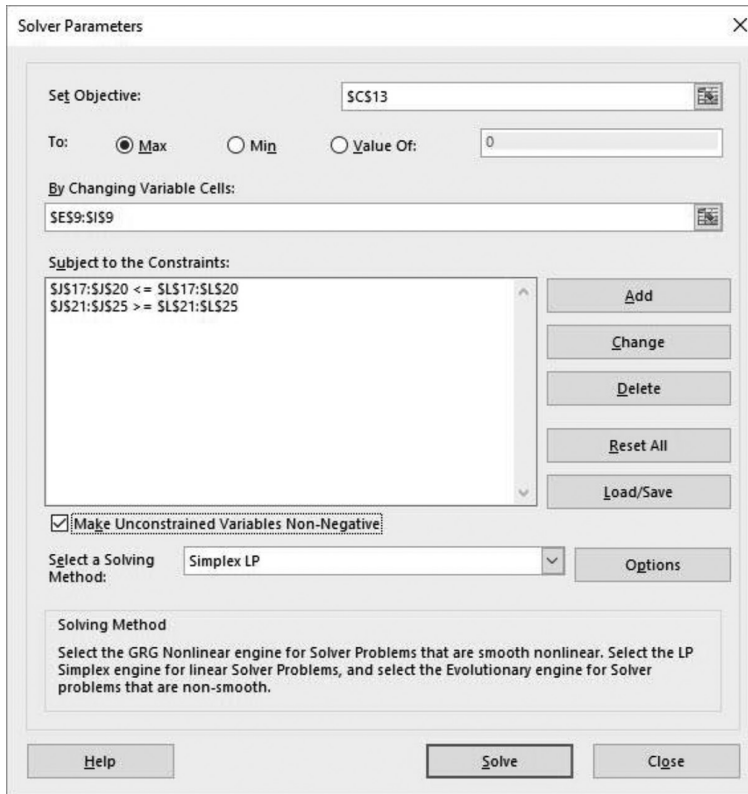 Solver Parameters
Set Objective:
$C$13
To:
Max
Min
Value Of:
0
By Changing Variable Cells:
$E$9:$I$9
Subject to the Constraints:
$J$17:$J$20 <= $L$17:$L$20
$J$21:$J$25 >= $L$21:$L$25
Add
Change
Delete
Reset All
Load/Save
Make Unconstrained Variables Non-Negative
Select a Solving
Method:
Simplex LP
Options
Solving Method
Select the GRG Nonlinear engine for Solver Problems that are smooth nonlinear. Select the LP
Simplex engine for linear Solver Problems, and select the Evolutionary engine for Solver
problems that are non-smooth.
Help
Solve
Close